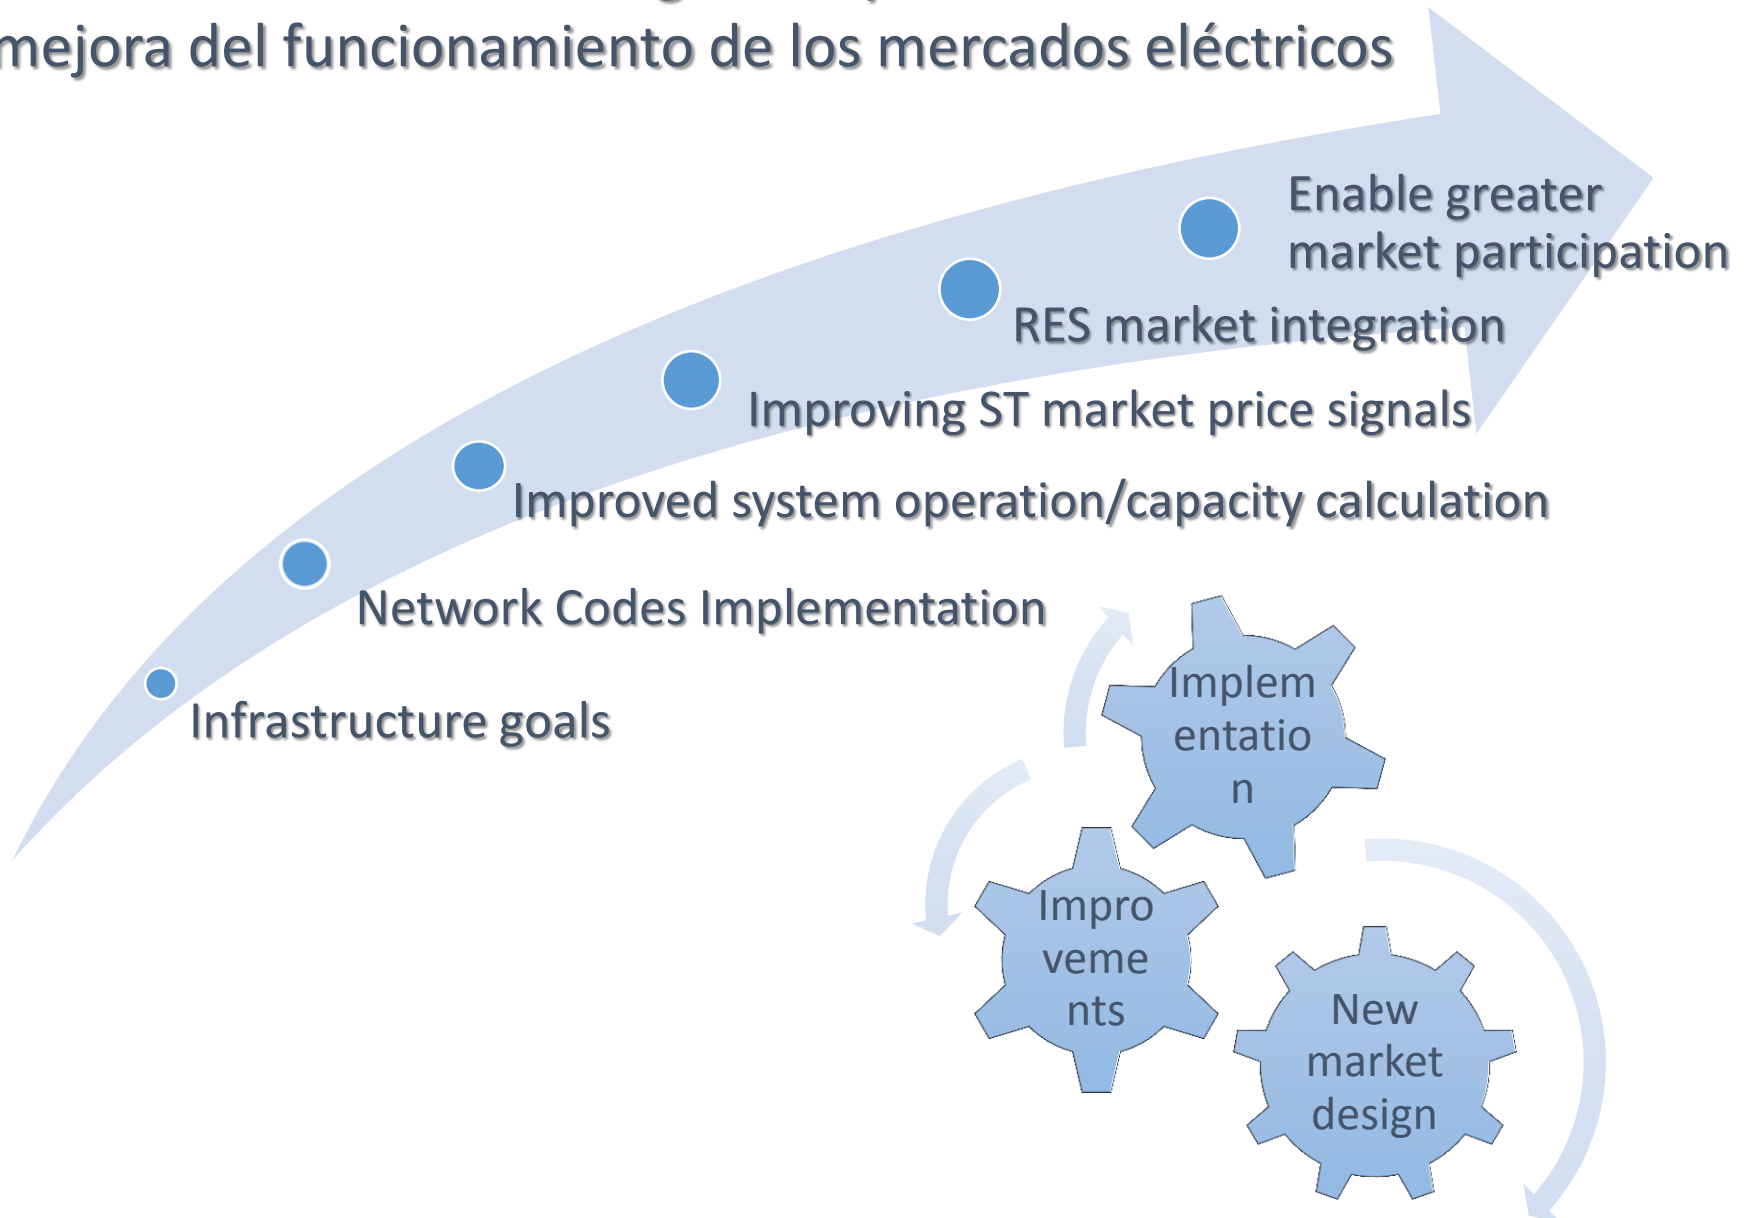 mejora del funcionamiento de los mercados eléctricos
Enable greater
market participation
RES market integration
Improving ST market price signals
Improved system operation/capacity calculation
Network Codes Implementation
Infrastructure goals
Implem
entatio
n
Impro
veme
nts
New
market
design